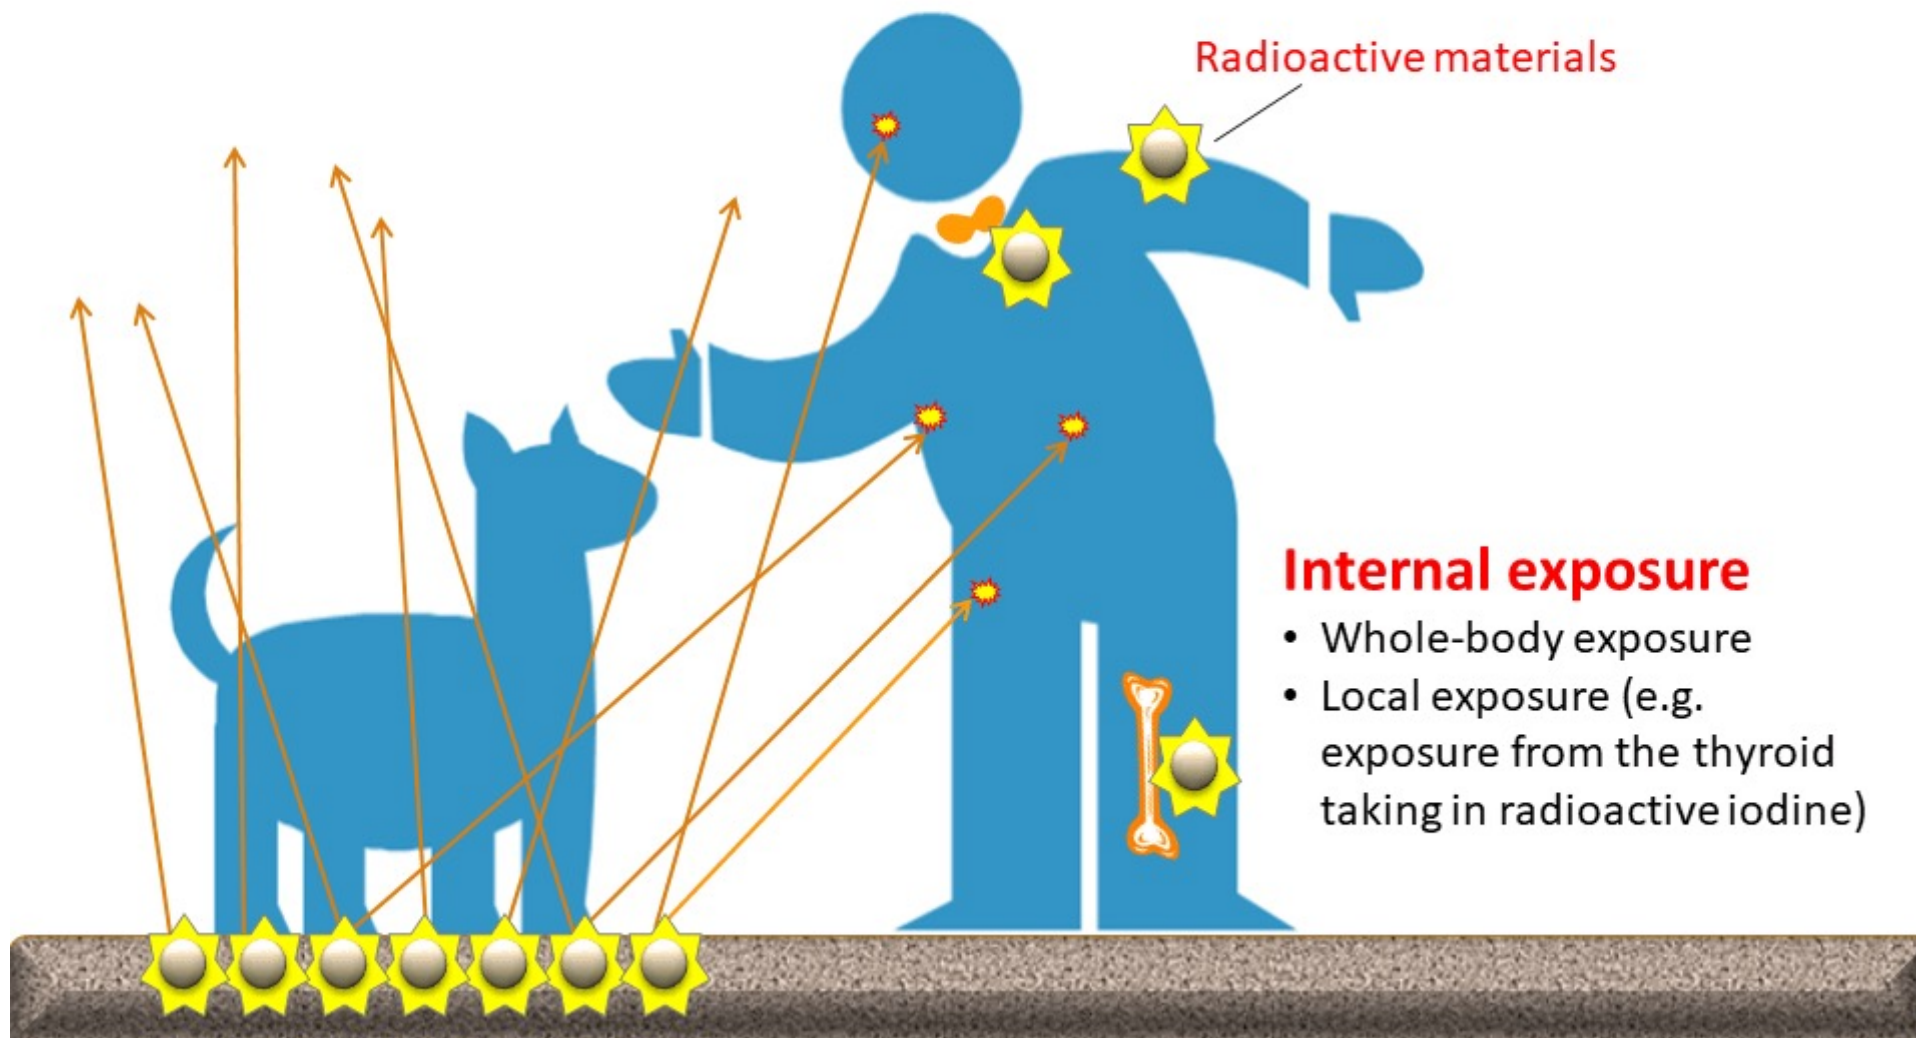 Radioactive materials
Internal exposure
• Whole-body exposure
• Local exposure (e.g.
exposure from the thyroid
taking in radioactive iodine)